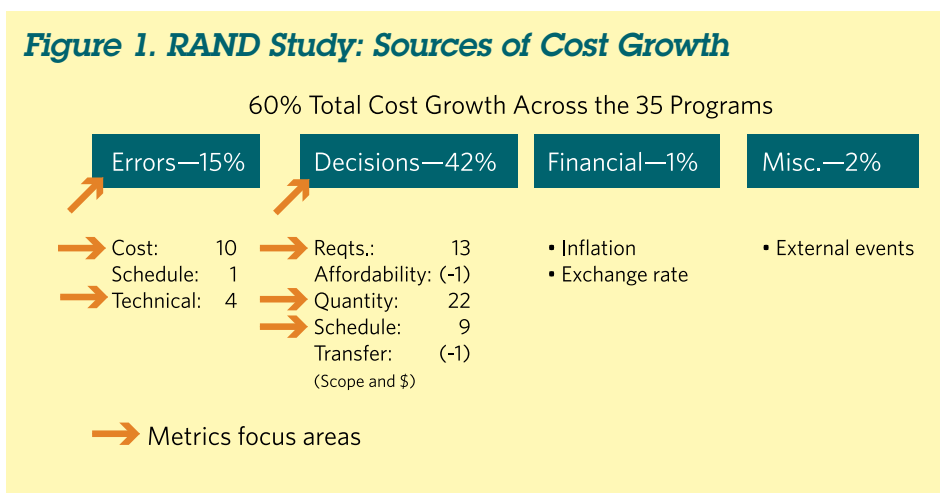 Figure 1. RAND Study: Sources of Cost Growth
60% Total Cost Growth Across the 35 Programs
Errors—15%
Cost: 10
Schedule: 1
Technical: 4
Decisions—42%
Reqts.: 13
Affordability: (-1)
Quantity: 22
Schedule: 9
Transfer: (-1)
(Scope and $)
Financial—1%
• Inflation
• Exchange rate
Misc.—2%
• External events
Metrics focus areas